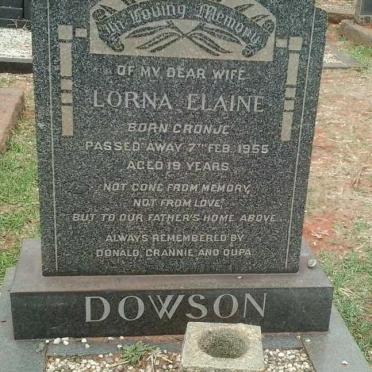 In Loving Memory
OF MY DEAR WIFE
LORNA ELAINE
BORN CRONJE
PASSED AWAY 7TH FEB. 1955
AGED 19 YEARS
NOT GONE FROM MEMORY,
NOT FROM LOVE,
BUT TO OUR FATHER'S HOME ABOVE.
ALWAYS REMEMBERED BY
DONALD, GRANNIE AND OUPA.
DOWSON